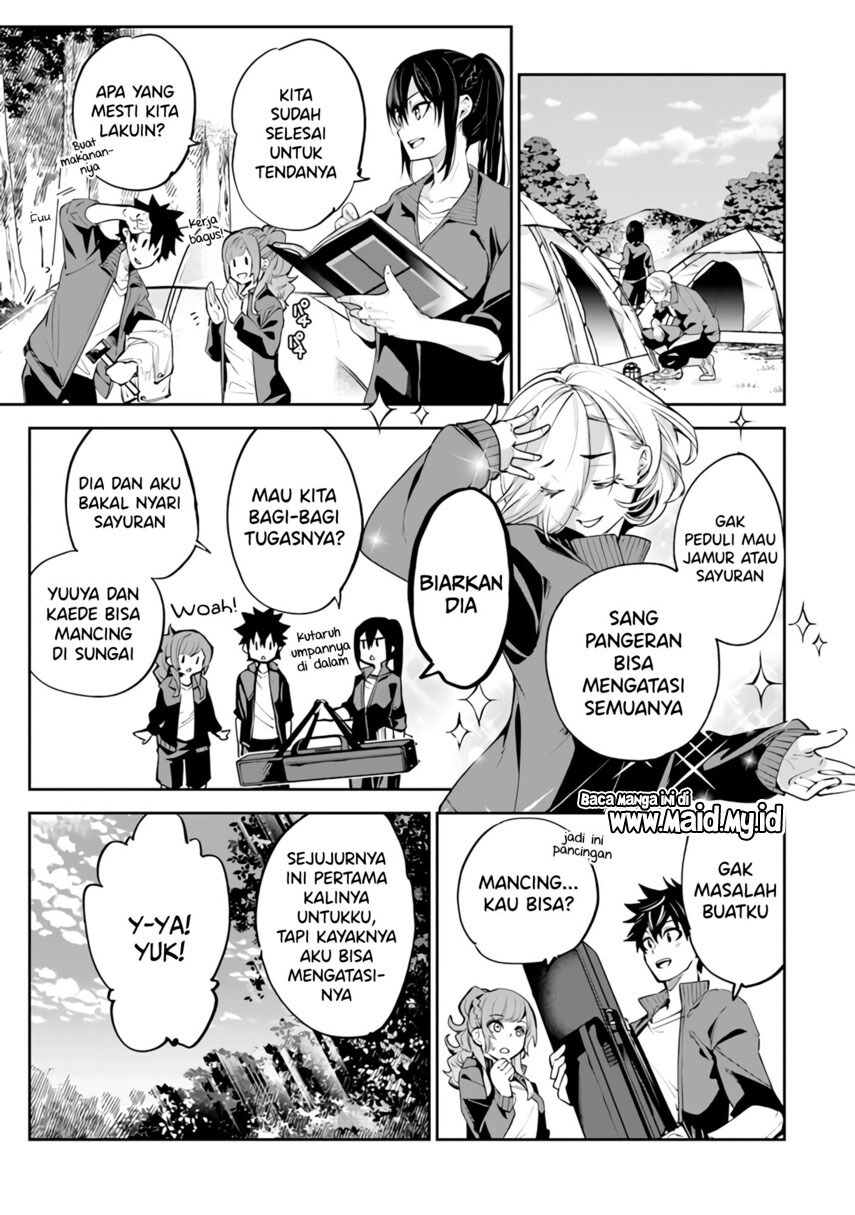 KITA
SUDAH
SELESAI
UNTUK
TENDANYA
APA YANG
MESTI KITA
LAKUIN?
Buat
makanan-
nya
Fuu
Kerja
bagus!
パチ
パチ
GAK
PEDULI MAU
JAMUR ATAU
SAYURAN
SANG
PANGERAN
BISA
MENGATASI
SEMUANYA
BIARKAN
DIA
MAU KITA
BAGI-BAGI
TUGASNYA?
DIA DAN AKU
BAKAL NYARI
SAYURAN
YUUYA DAN
KAEDE BISA
MANCING
DI SUNGAI
Woah!
Kutaruh
umpannya
di dalam
Baca Manga ini di
www.Maid.My.id
GAK
MASALAH
BUATKU
jadi ini
pancingan
MANCING...
KAU BISA?
SEJUJURNYA
INI PERTAMA
KALINYA
UNTUKKU,
TAPI KAYAKNYA
AKU BISA
MENGATASI-
NYA
Y-YA!
YUK!